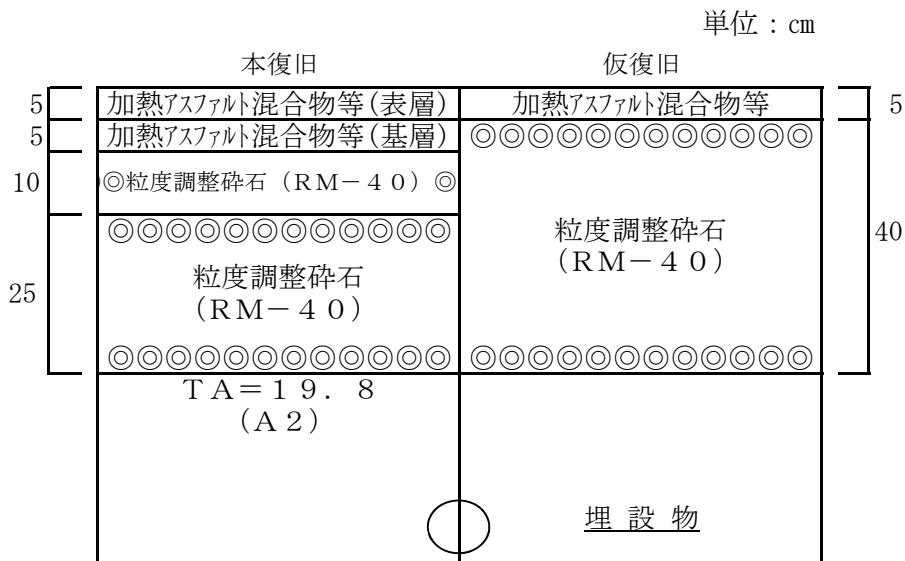 単位：cm
本復旧
仮復旧
5
加熱アスファルト混合物等(表層)
加熱アスファルト混合物等
5
5
加熱アスファルト混合物等(基層)
◎◎◎◎◎◎◎◎◎◎◎◎
10
◎粒度調整砕石（ＲＭ－４０）◎
◎◎◎◎◎◎◎◎◎◎◎◎
25
粒度調整砕石
(ＲＭ－４０)
粒度調整砕石
(ＲＭ－４０)
40
◎◎◎◎◎◎◎◎◎◎◎◎
◎◎◎◎◎◎◎◎◎◎◎◎
ＴＡ＝１９．８
(Ａ２)
埋 設 物